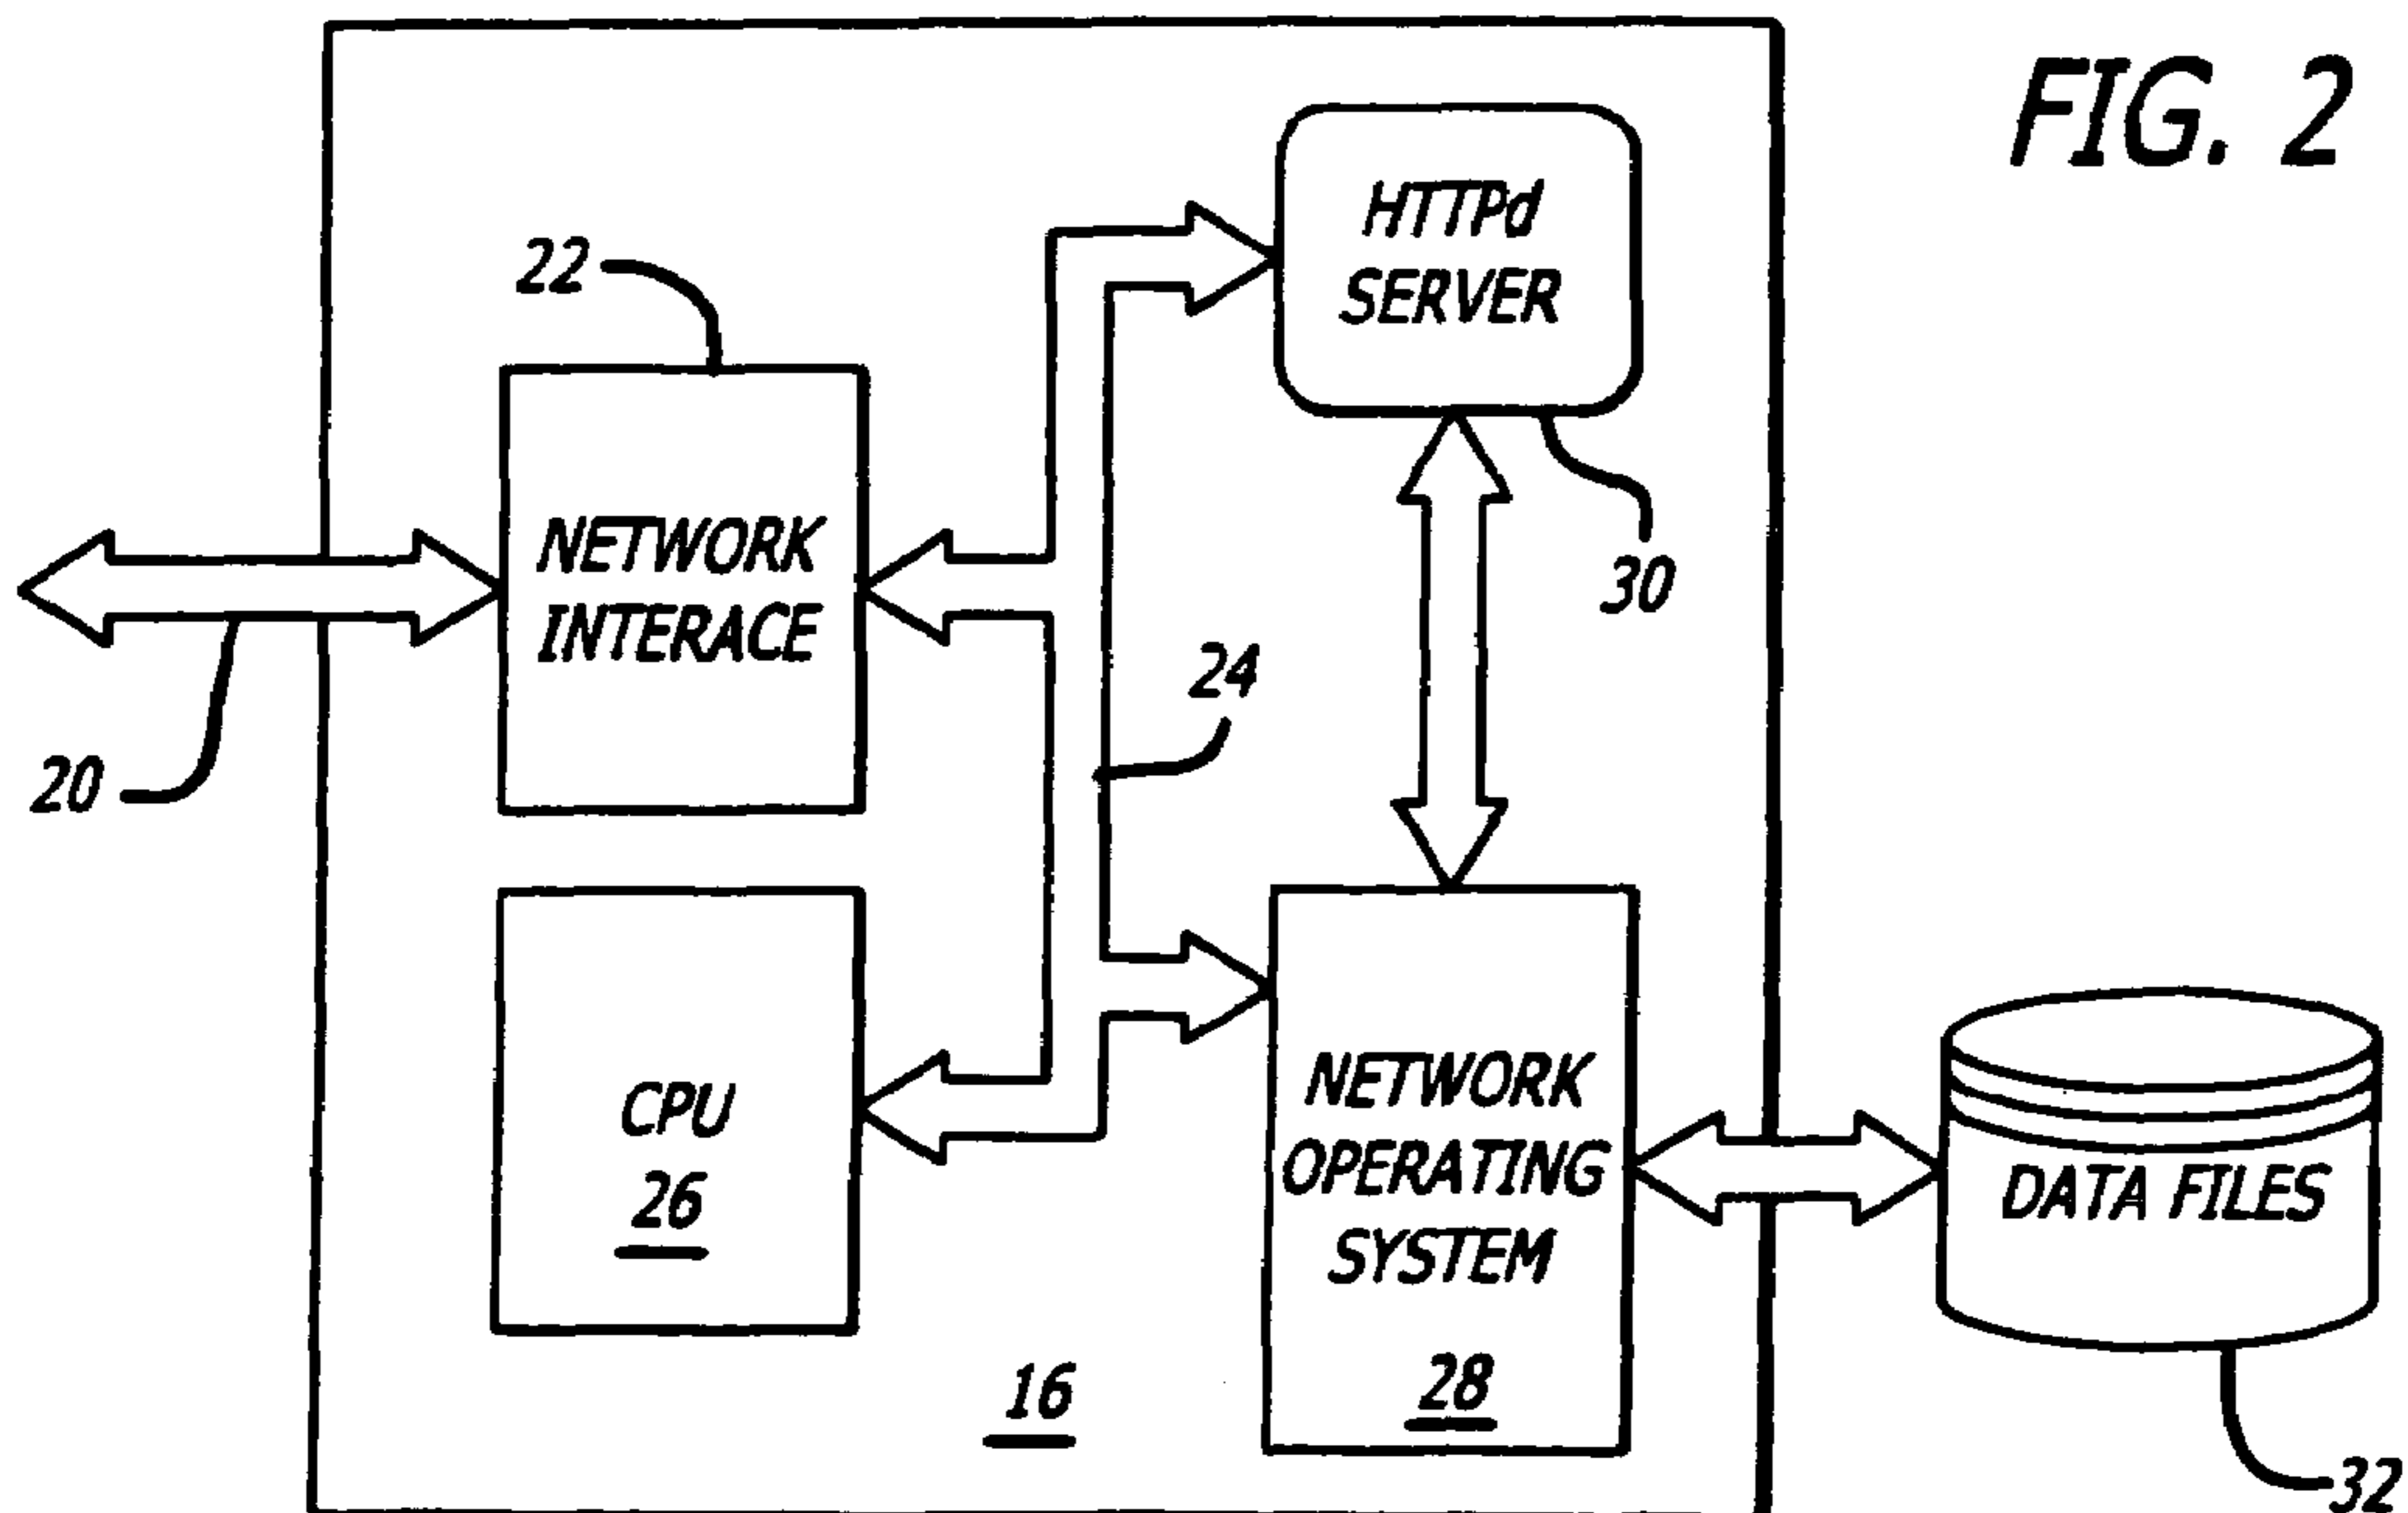 FIG. 2
HTTPd
SERVER
22
NETWORK
INTERACE
30
24
20
CPU
26
NETWORK
OPERATING
SYSTEM
28
DATA FILES
16
32